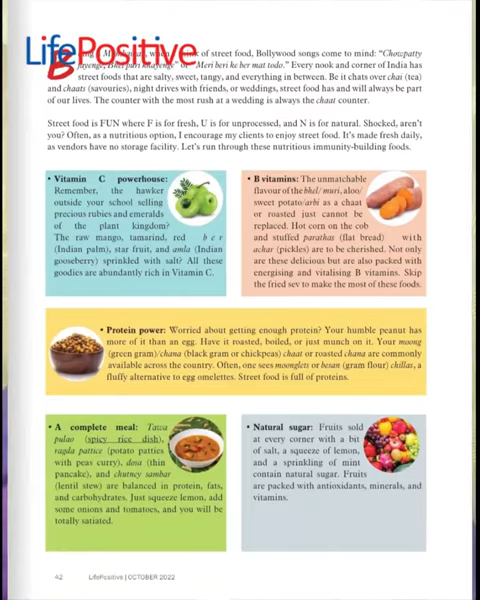 LifePositive
B
of street food, Bollywood songs come to mind: "Chowpatty
jayenge, Bhel puri khayenge" or "Meri beri ke ber mat todo." Every nook and corner of India has
street foods that are salty, sweet, tangy, and everything in between. Be it chats over chai (tea)
and chaats (savouries), night drives with friends, or weddings, street food has and will always be part
of our lives. The counter with the most rush at a wedding is always the chaat counter.
Street food is FUN where F is for fresh, U is for unprocessed, and N is for natural. Shocked, aren't
you? Often, as a nutritious option, I encourage my clients to enjoy street food. It's made fresh daily,
as vendors have no storage facility. Let's run through these nutritious immunity-building foods.
• Vitamin C powerhouse:
Remember, the hawker
outside your school selling
precious rubies and emeralds
of the plant kingdom?
The raw mango, tamarind, red ber
(Indian palm), star fruit, and amla (Indian
gooseberry) sprinkled with salt? All these
goodies are abundantly rich in Vitamin C.
• B vitamins: The unmatchable
flavour of the bhel/ muri, aloo/
sweet potato/arbi as a chaat
or roasted just cannot be
replaced. Hot corn on the cob
and stuffed parathas (flat bread) with
achar (pickles) are to be cherished. Not only
are these delicious but are also packed with
energising and vitalising B vitamins. Skip
the fried sev to make the most of these foods.
• Protein power: Worried about getting enough protein? Your humble peanut has
more of it than an egg. Have it roasted, boiled, or just munch on it. Your moong
(green gram)/chana (black gram or chickpeas) chaat or roasted chana are commonly
available across the country. Often, one sees moonglets or besan (gram flour) chillas, a
fluffy alternative to egg omelettes. Street food is full of proteins.
• A complete meal: Tawa
pulao (spicy rice dish),
ragda pattice (potato patties
with peas curry), dosa (thin
pancake), and chutney sambar
(lentil stew) are balanced in protein, fats,
and carbohydrates. Just squeeze lemon, add
some onions and tomatoes, and you will be
totally satiated.
• Natural sugar: Fruits sold
at every corner with a bit
of salt, a squeeze of lemon,
and a sprinkling of mint
contain natural sugar. Fruits
are packed with antioxidants, minerals, and
vitamins.
42 LifePositive | OCTOBER 2022